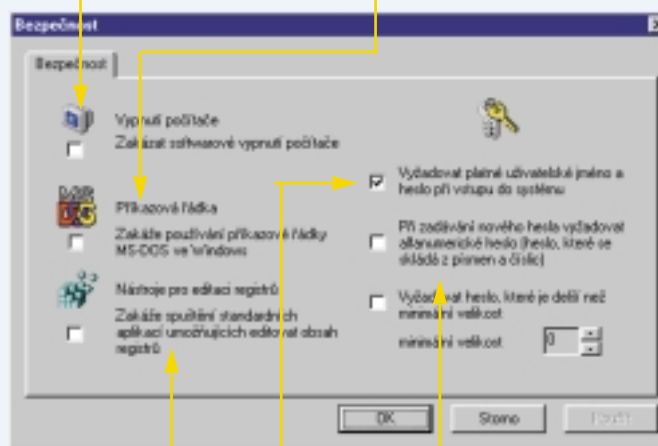 Bezpečnost
Bezpečnost
Vypnutí počítače
Zakázat softwarové vypnutí počítače
Příkazová řádka
Zakáže používání příkazové řádky
MS-DOS ve Windows
Nástroje pro editaci registrů
Zakáže spuštění standardních
aplikací umožňujících editovat obsah
registrů
Vyžadovat platné uživatelské jméno a
heslo při vstupu do systému
Při zadávání nového hesla vyžadovat
alfanumerické heslo (heslo, které se
skládá z písmen a číslic)
Vyžadovat heslo, které je delší než
minimální velikost
minimální velikost
0
OK
Storno
Použít